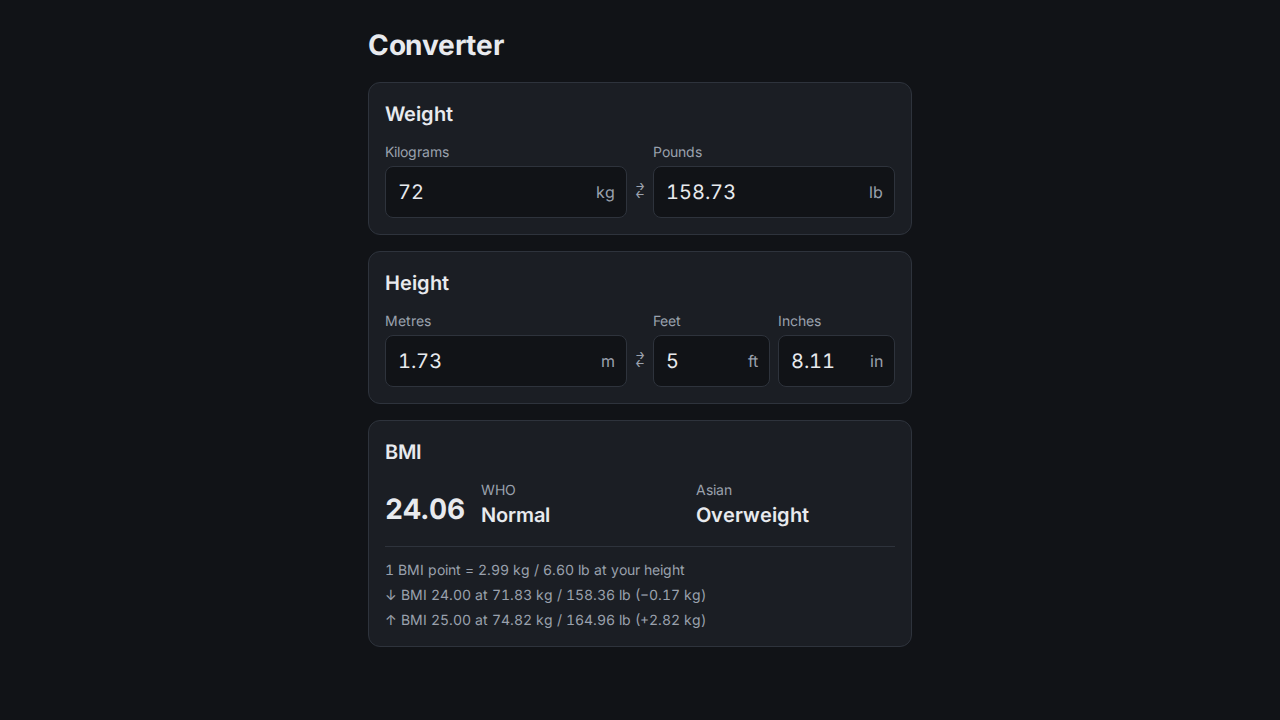 Converter
Weight
Kilograms Pounds
72 kg ⇄ 158.73 lb
Height
Metres Feet Inches
1.73 m ⇄ 5 ft 8.11 in
BMI
WHO Asian
24.06 Normal Overweight
1 BMI point = 2.99 kg / 6.60 lb at your height
↓ BMI 24.00 at 71.83 kg / 158.36 lb (−0.17 kg)
↑ BMI 25.00 at 74.82 kg / 164.96 lb (+2.82 kg)